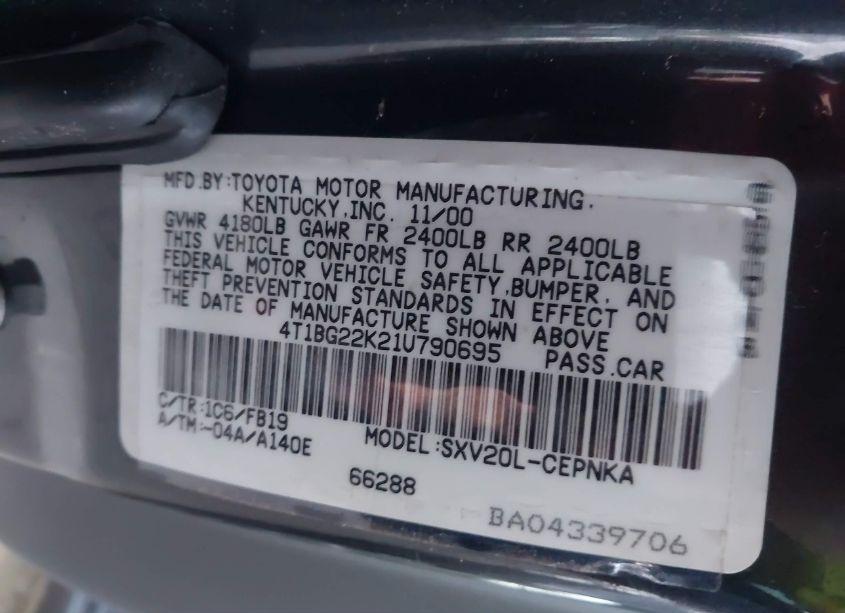 MFD.BY:TOYOTA MOTOR MANUFACTURING.
KENTUCKY,INC. 11/00
GVWR 4180LB GAWR FR 2400LB RR 2400LB
THIS VEHICLE CONFORMS TO ALL APPLICABLE
FEDERAL MOTOR VEHICLE SAFETY,BUMPER, AND
THEFT PREVENTION STANDARDS IN EFFECT ON
THE DATE OF MANUFACTURE SHOWN ABOVE
4T1BG22K21U790695 PASS.CAR
C/TR:1C6/FB19
A/TM:-04A/A140E
MODEL:SXV20L-CEPNKA
66288
BA04339706